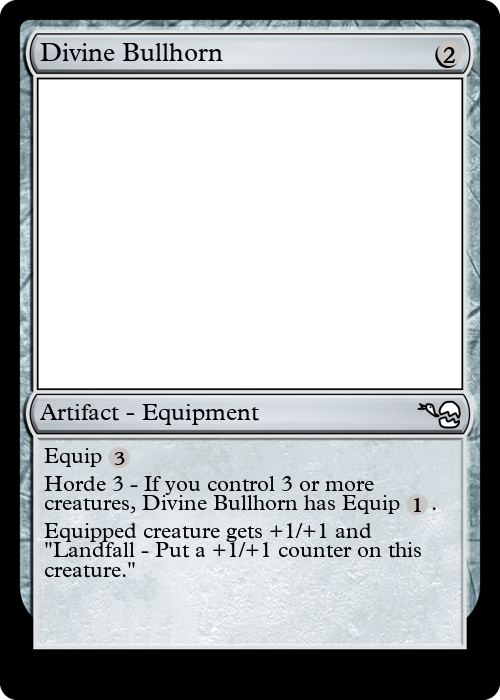 Divine Bullhorn 2
Artifact - Equipment
Equip 3
Horde 3 - If you control 3 or more
creatures, Divine Bullhorn has Equip 1 .
Equipped creature gets +1/+1 and
"Landfall - Put a +1/+1 counter on this
creature."